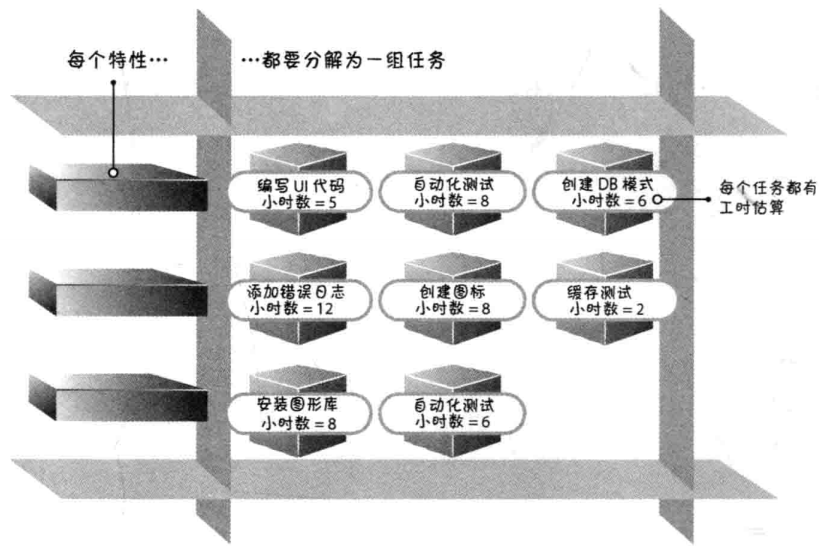 每个特性…
…都要分解为一组任务
编写 UI 代码
小时数 = 5
自动化测试
小时数 = 8
创建 DB 模式
小时数 = 6
每个任务都有
工时估算
添加错误日志
小时数 = 12
创建图标
小时数 = 8
缓存测试
小时数 = 2
安装图形库
小时数 = 8
自动化测试
小时数 = 6